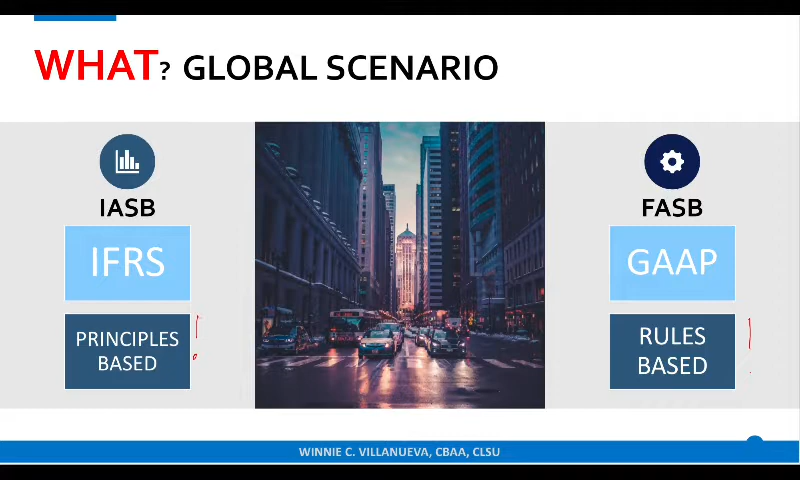 WHAT? GLOBAL SCENARIO
IASB
IFRS
PRINCIPLES
BASED
FASB
GAAP
RULES
BASED
WINNIE C. VILLANUEVA, CBAA, CLSU